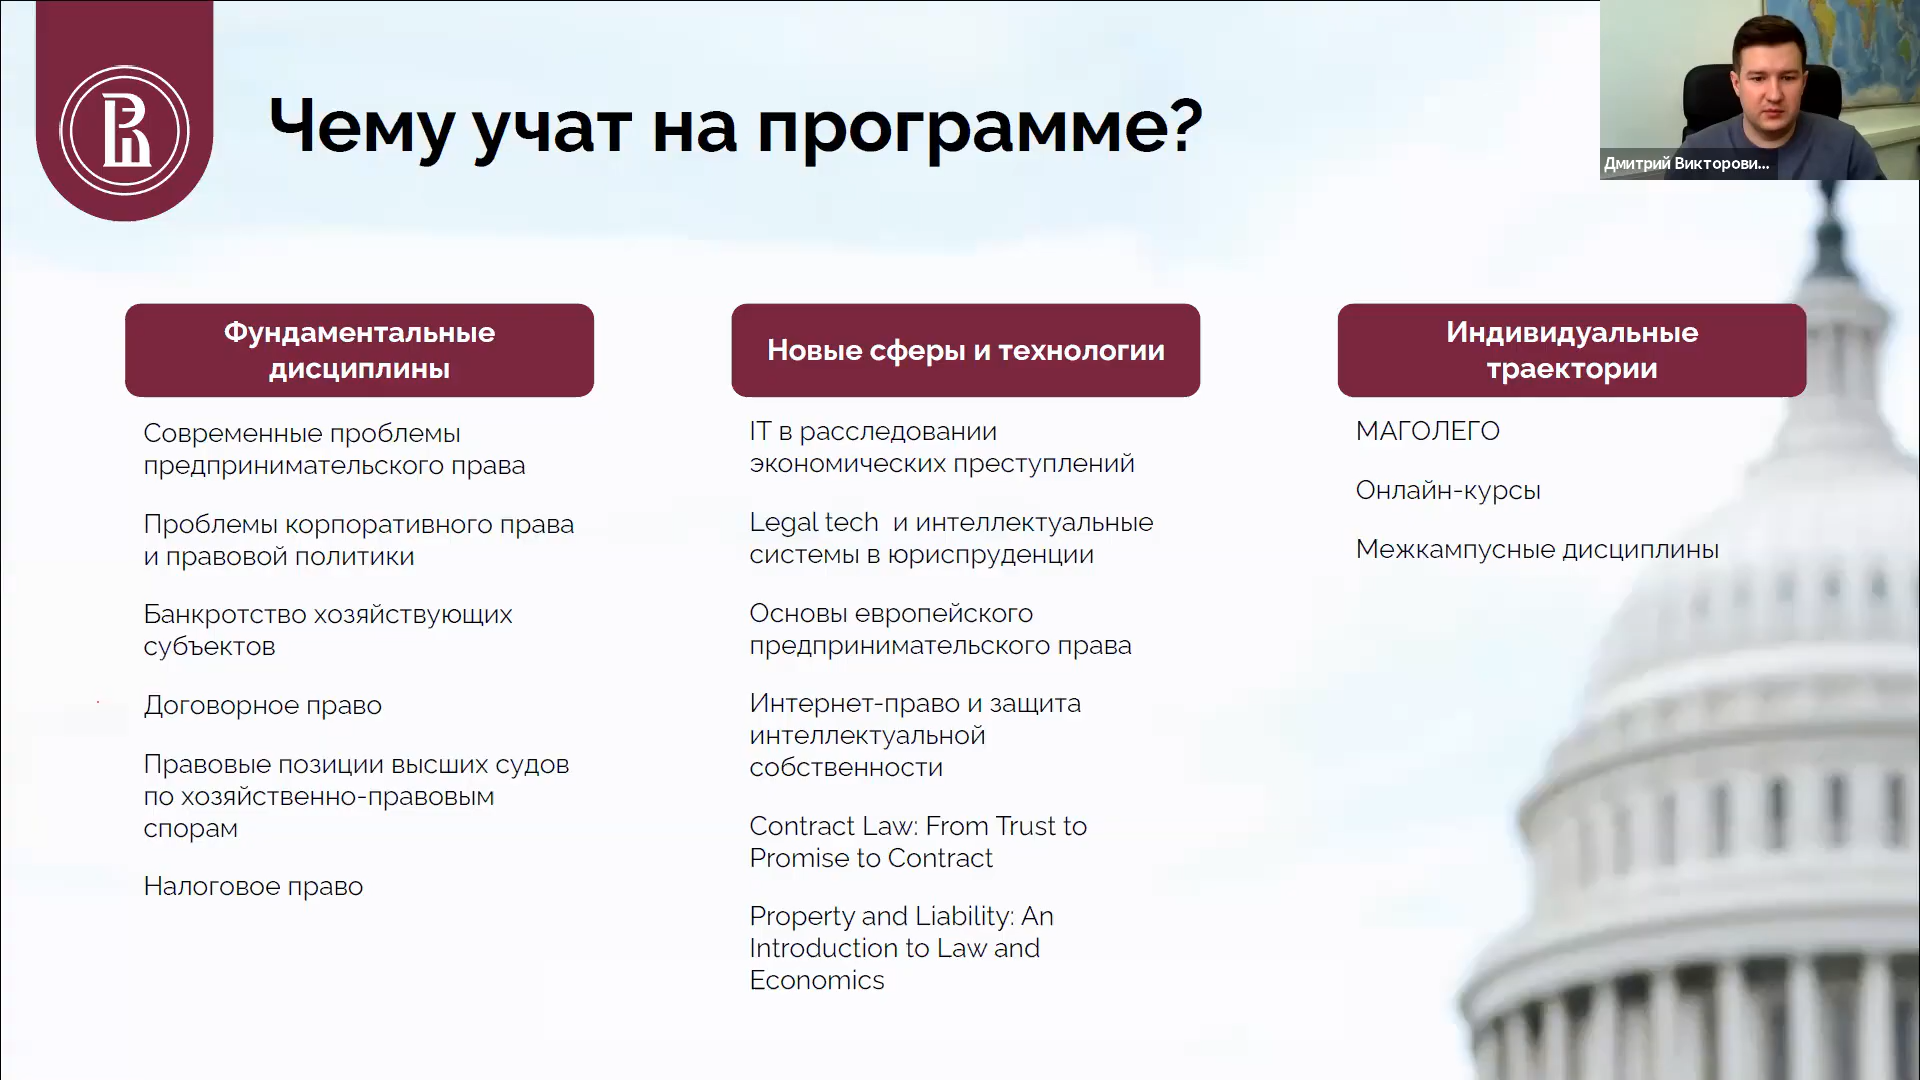 Чему учат на программе?
Дмитрий Викторови...
Фундаментальные
дисциплины
Современные проблемы
предпринимательского права
Проблемы корпоративного права
и правовой политики
Банкротство хозяйствующих
субъектов
Договорное право
Правовые позиции высших судов
по хозяйственно-правовым
спорам
Налоговое право
Новые сферы и технологии
IT в расследовании
экономических преступлений
Legal tech и интеллектуальные
системы в юриспруденции
Основы европейского
предпринимательского права
Интернет-право и защита
интеллектуальной
собственности
Contract Law: From Trust to
Promise to Contract
Property and Liability: An
Introduction to Law and
Economics
Индивидуальные
траектории
МАГОЛЕГО
Онлайн-курсы
Межкампусные дисциплины